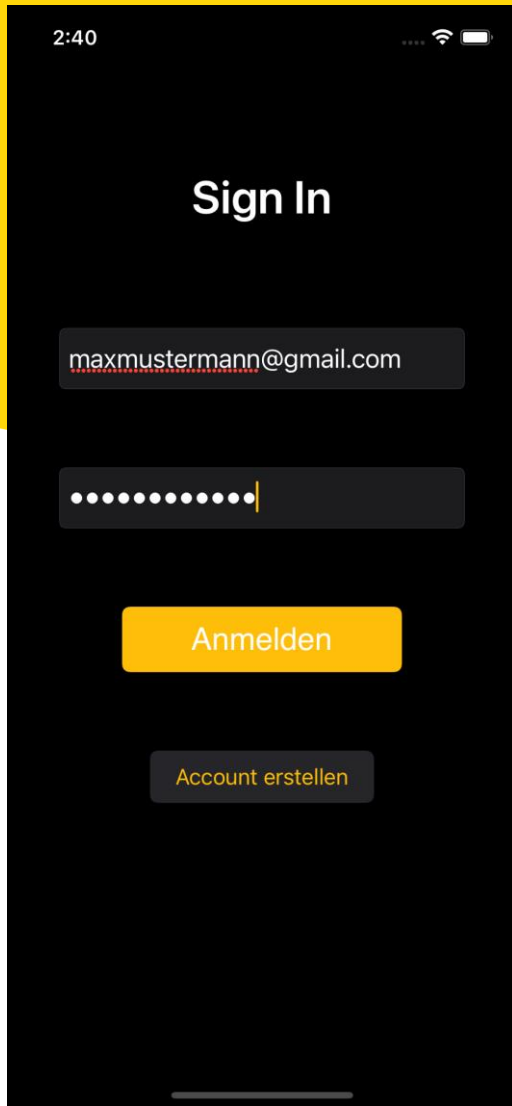 2:40
Sign In
maxmustermann@gmail.com
●●●●●●●●●●●●
Anmelden
Account erstellen